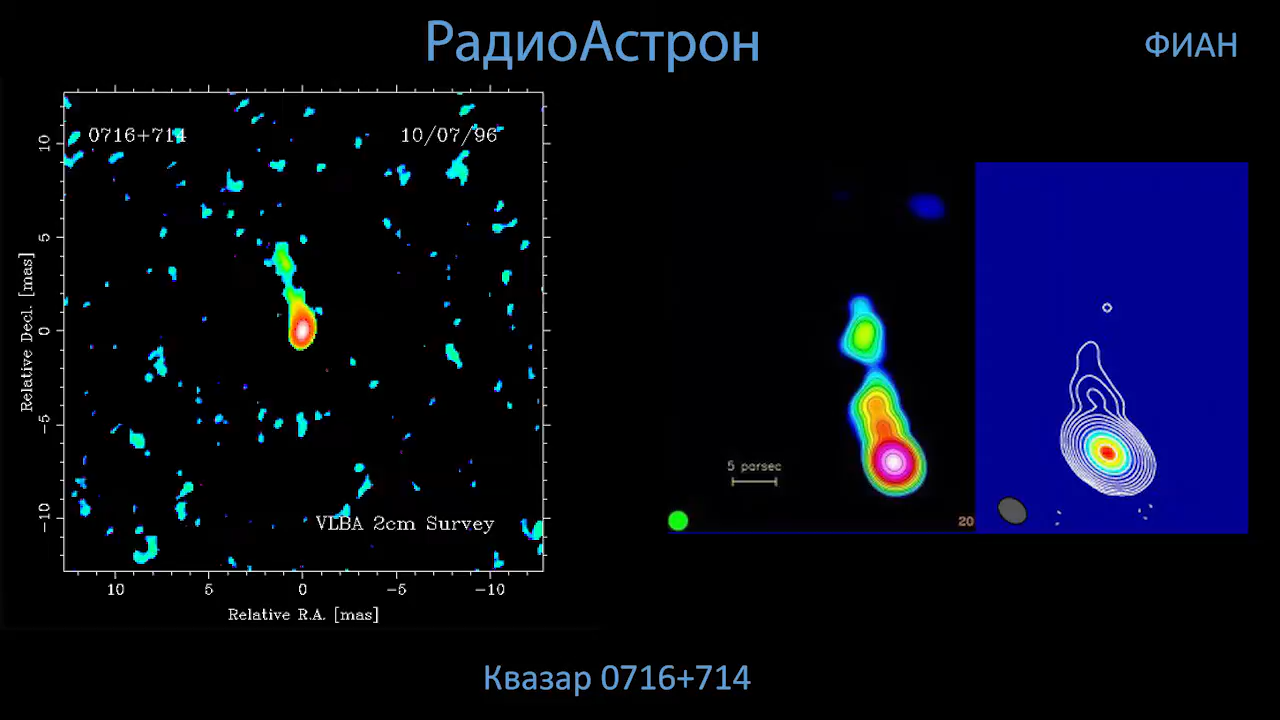 РадиоАстрон
ФИАН
0716+714
10/07/96
10
5
0
-5
-10
Relative Decl. [mas]
VLBA 2cm Survey
10
5
0
-5
-10
Relative R.A. [mas]
5 parsec
20
Квазар 0716+714